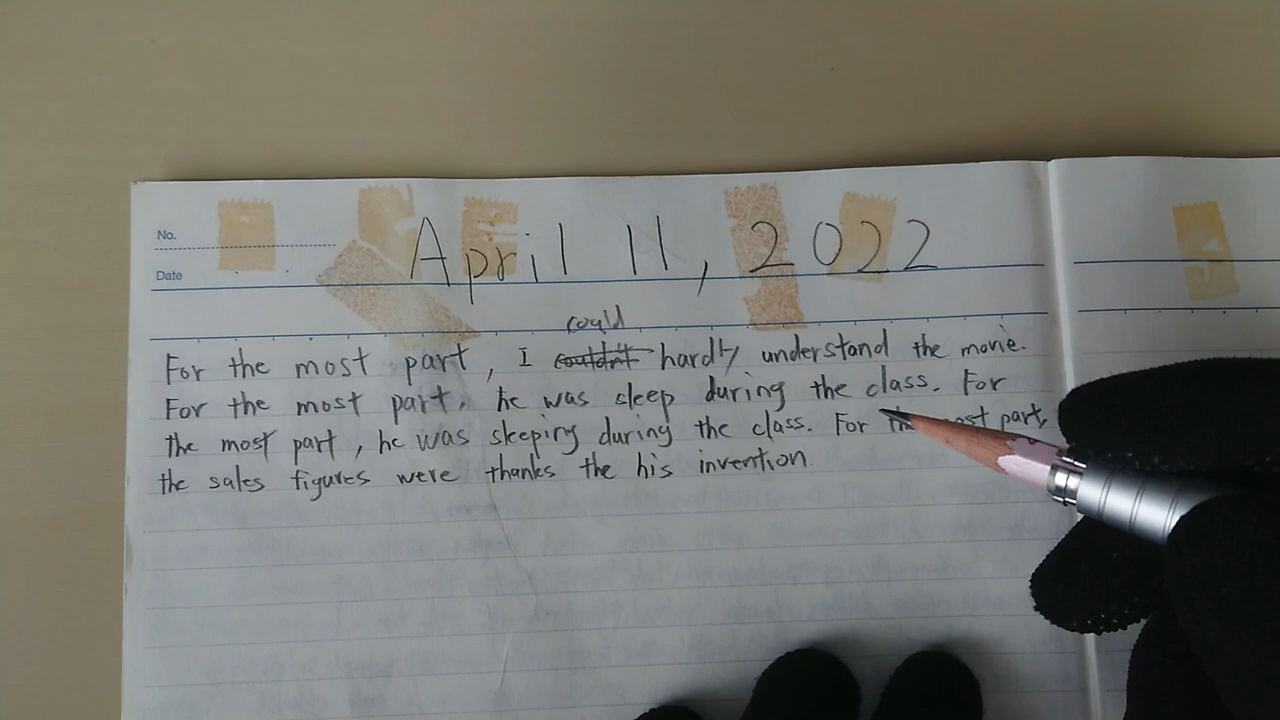 No.
April 11, 2022
Date
could
For the most part, I couldn't hardly understand the movie.
For the most part, he was sleep during the class. For
the most part, he was sleeping during the class. For the most part,
the sales figures were thanks the his invention